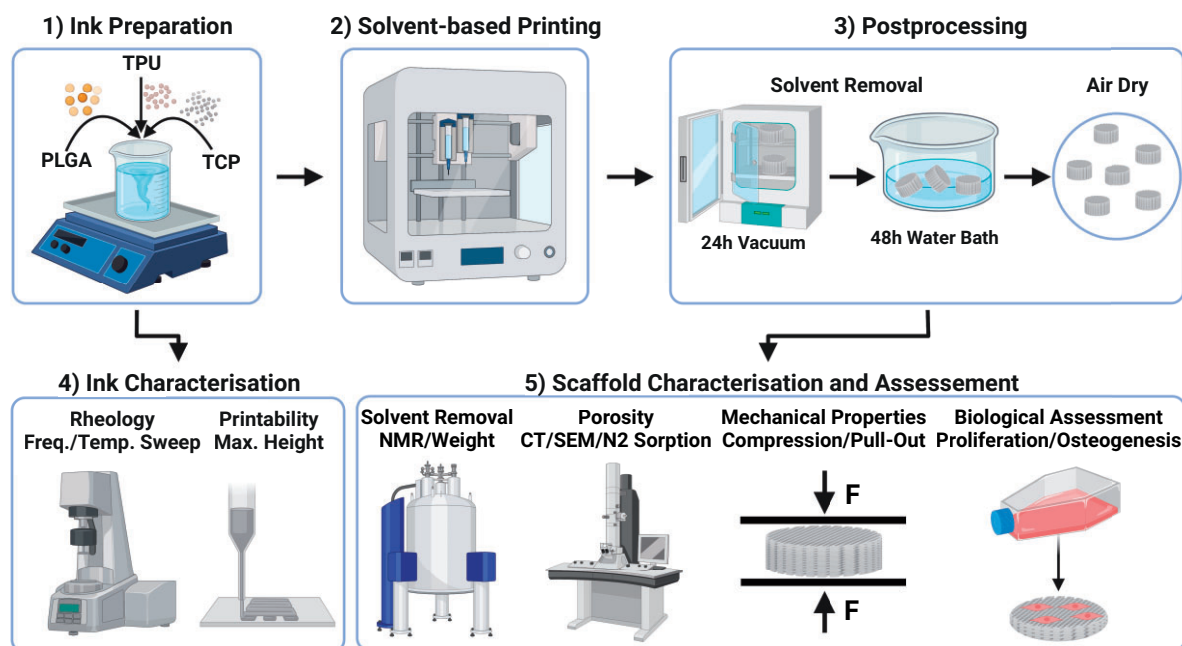 1) Ink Preparation
TPU
PLGA
TCP
2) Solvent-based Printing
3) Postprocessing
Solvent Removal
Air Dry
24h Vacuum
48h Water Bath
4) Ink Characterisation
Rheology
Freq./Temp. Sweep
Printability
Max. Height
5) Scaffold Characterisation and Assessement
Solvent Removal
NMR/Weight
Porosity
CT/SEM/N2 Sorption
Mechanical Properties
Compression/Pull-Out
F
F
Biological Assessment
Proliferation/Osteogenesis